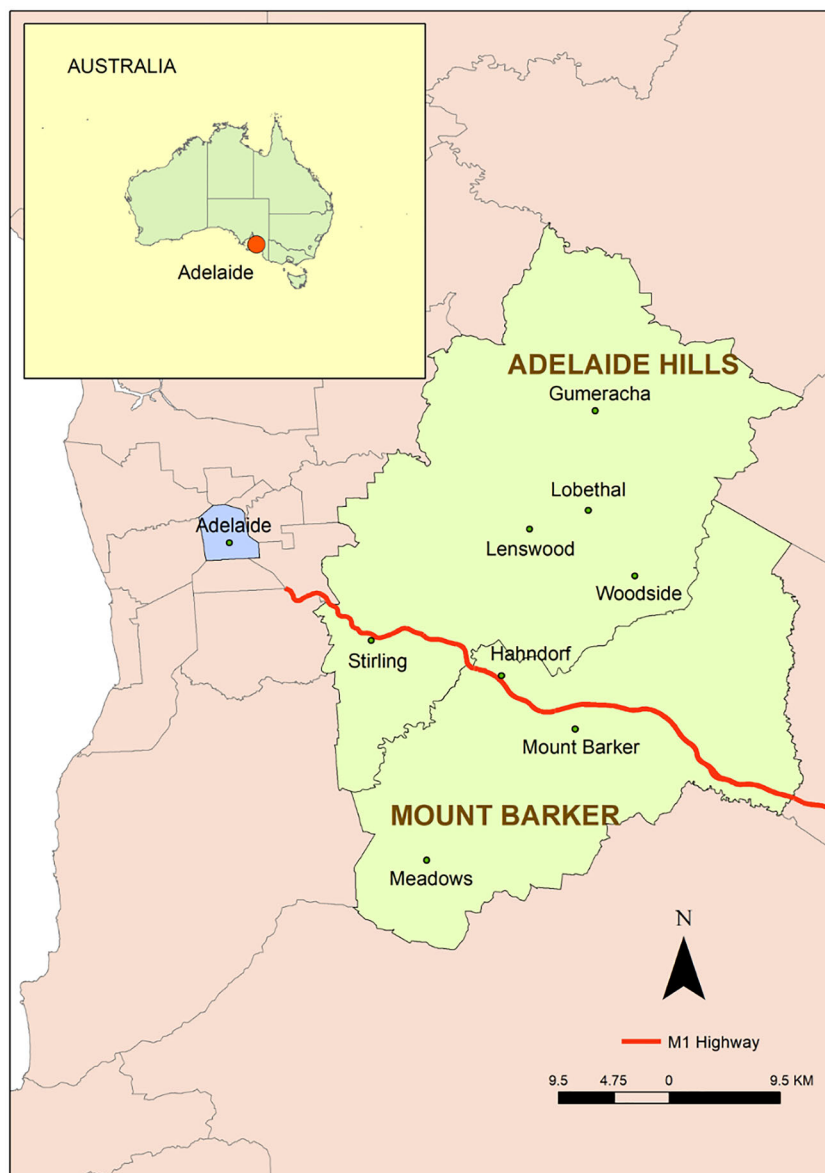 AUSTRALIA
Adelaide
ADELAIDE HILLS
Gumeracha
Lobethal
Adelaide
Lenswood
Woodside
Hahndorf
Stirling
Mount Barker
MOUNT BARKER
Meadows
N
M1 Highway
9.5 4.75 0 9.5 KM